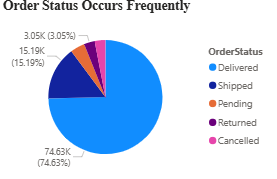 Order Status Occurs Frequently
3.05K (3.05%)
15.19K
(15.19%)
74.63K
(74.63%)
OrderStatus
Delivered
Shipped
Pending
Returned
Cancelled